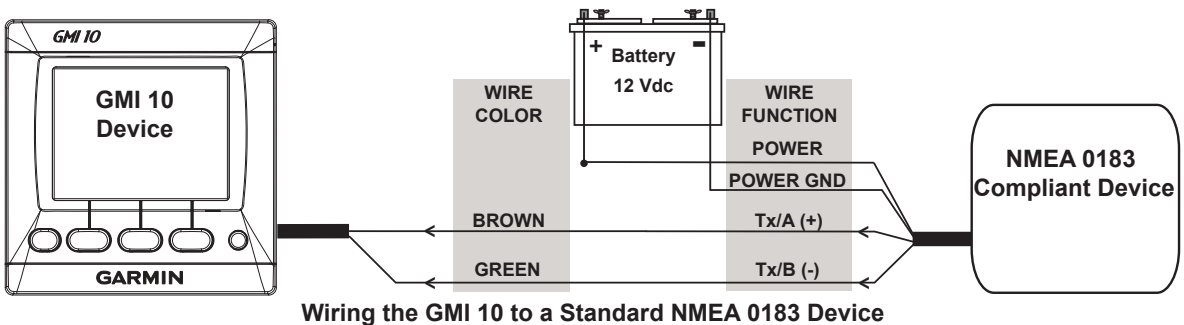 GMI 10
GMI 10
Device
GARMIN
+ Battery -
12 Vdc
WIRE
COLOR
BROWN
GREEN
WIRE
FUNCTION
POWER
POWER GND
Tx/A (+)
Tx/B (-)
NMEA 0183
Compliant Device
Wiring the GMI 10 to a Standard NMEA 0183 Device